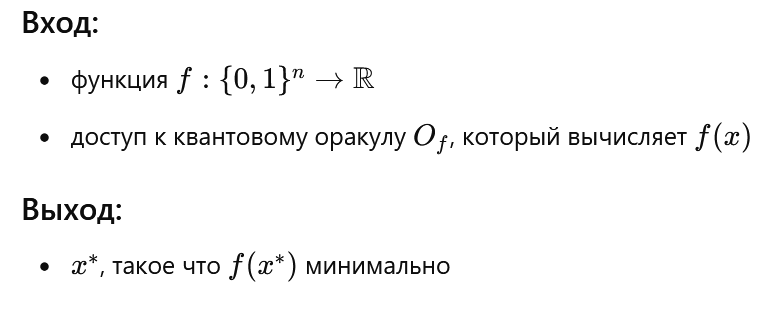 Вход:
• функция f : {0, 1}ⁿ → ℝ
• доступ к квантовому оракулу O_f, который вычисляет f(x)
Выход:
• x*, такое что f(x*) минимально